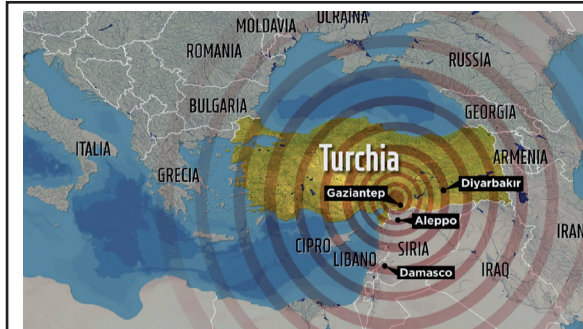 UCRAINA
MOLDAVIA
ROMANIA
RUSSIA
BULGARIA
GEORGIA
ITALIA
Turchia
ARMENIA
GRECIA
Diyarbakır
Gaziantep
Aleppo
CIPRO
SIRIA
IRAN
LIBANO
IRAQ
Damasco